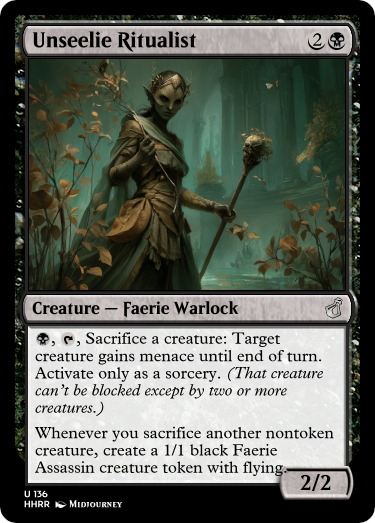 Unseelie Ritualist 2
Creature — Faerie Warlock
, , Sacrifice a creature: Target
creature gains menace until end of turn.
Activate only as a sorcery. (That creature
can't be blocked except by two or more
creatures.)
Whenever you sacrifice another nontoken
creature, create a 1/1 black Faerie
Assassin creature token with flying.
2/2
U 136
HHRR Midjourney